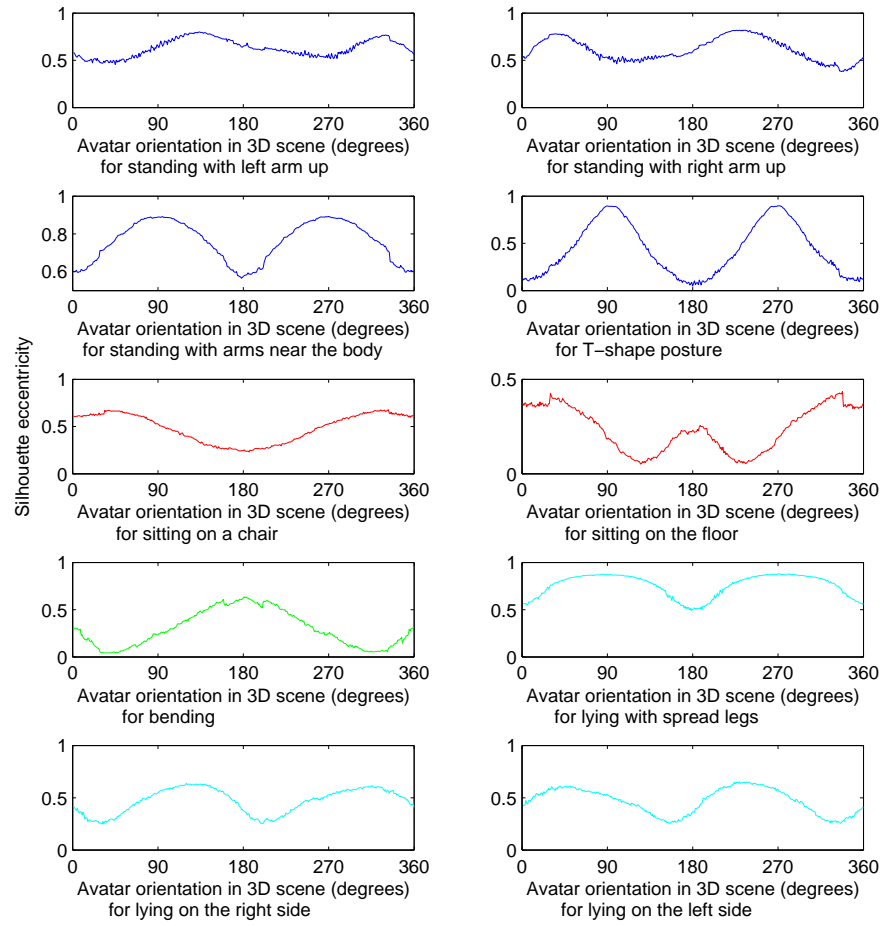 1
0.5
0
0 90 180 270 360
Avatar orientation in 3D scene (degrees)
for standing with left arm up
1
0.5
0
0 90 180 270 360
Avatar orientation in 3D scene (degrees)
for standing with right arm up
1
0.8
0.6
0 90 180 270 360
Avatar orientation in 3D scene (degrees)
for standing with arms near the body
1
0.5
0
0 90 180 270 360
Avatar orientation in 3D scene (degrees)
for T−shape posture
Silhouette eccentricity
1
0.5
0
0 90 180 270 360
Avatar orientation in 3D scene (degrees)
for sitting on a chair
0.5
0
0 90 180 270 360
Avatar orientation in 3D scene (degrees)
for sitting on the floor
1
0.5
0
0 90 180 270 360
Avatar orientation in 3D scene (degrees)
for bending
1
0.5
0
0 90 180 270 360
Avatar orientation in 3D scene (degrees)
for lying with spread legs
1
0.5
0
0 90 180 270 360
Avatar orientation in 3D scene (degrees)
for lying on the right side
1
0.5
0
0 90 180 270 360
Avatar orientation in 3D scene (degrees)
for lying on the left side